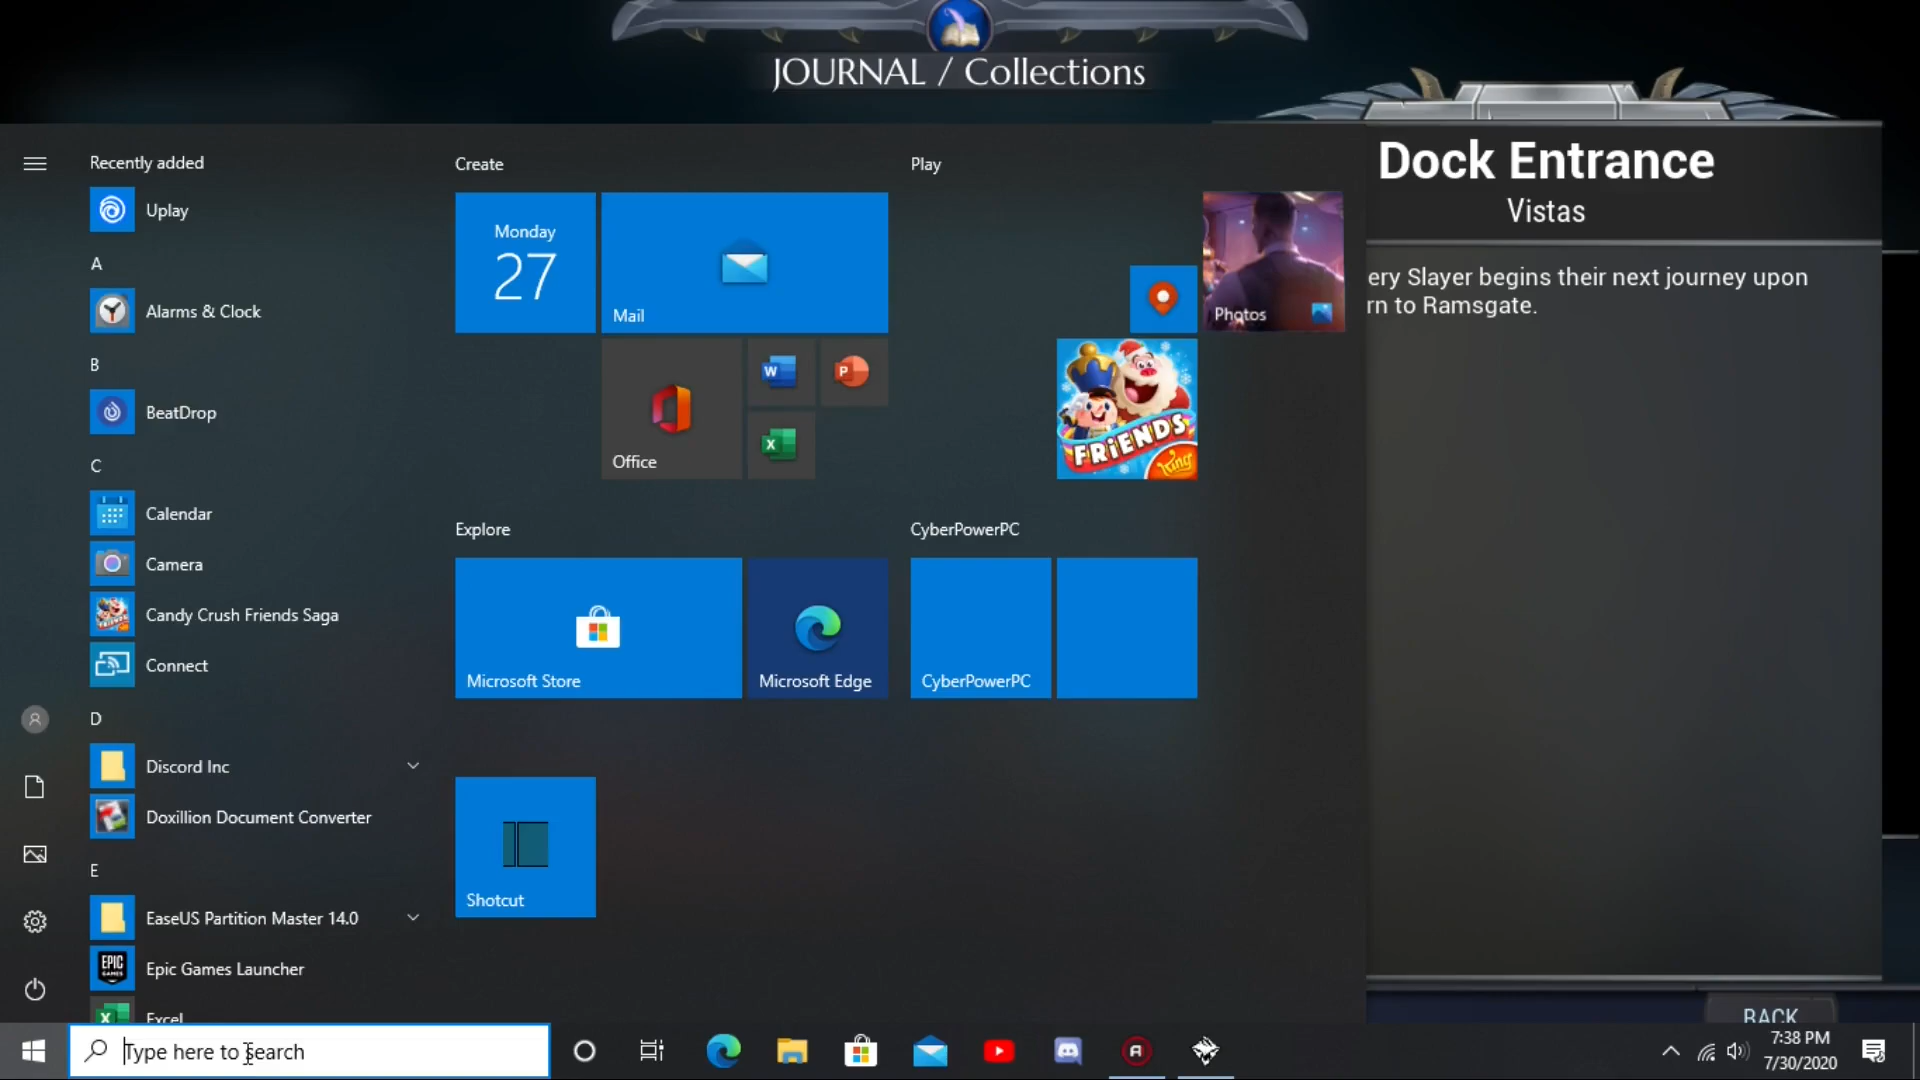 JOURNAL / Collections
Dock Entrance
Vistas
ery Slayer begins their next journey upon
rn to Ramsgate.
BACK
Recently added
Uplay
A
Alarms & Clock
B
BeatDrop
C
Calendar
Camera
Candy Crush Friends Saga
Connect
D
Discord Inc
Doxillion Document Converter
E
EaseUS Partition Master 14.0
EPIC
GAMES
Epic Games Launcher
Excel
Create
Monday
27
Mail
Office
W
P
X
Play
Photos
FRiENDS
King
Explore
Microsoft Store
Microsoft Edge
CyberPowerPC
CyberPowerPC
Shotcut
Type here to search
7:38 PM
7/30/2020